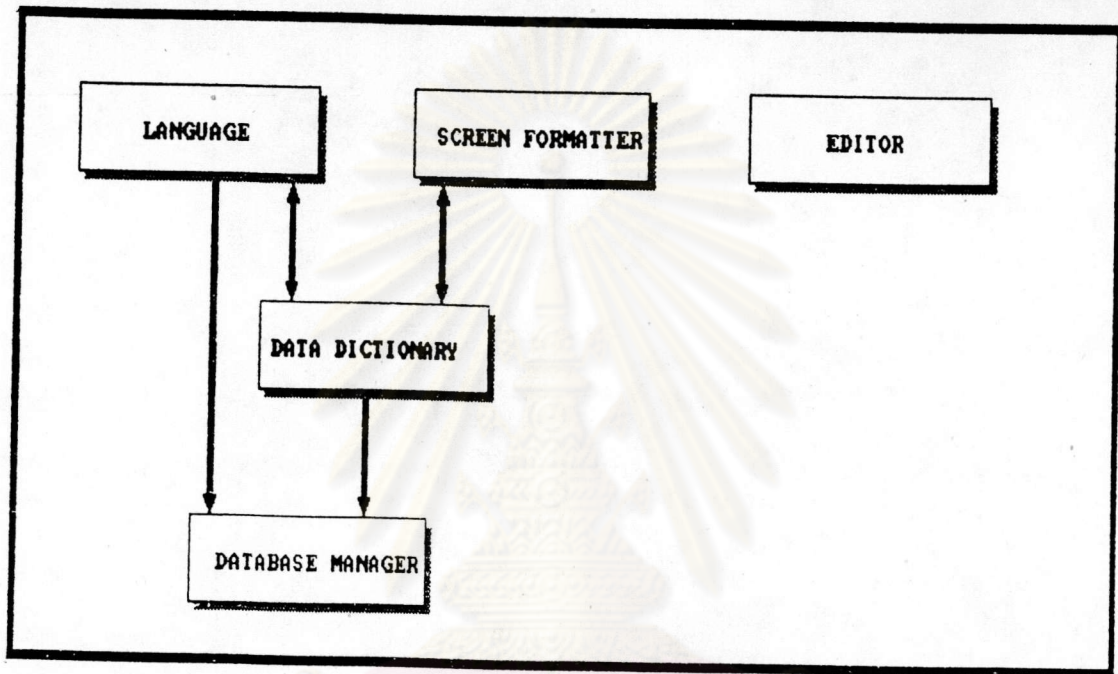 LANGUAGE
SCREEN FORMATTER
EDITOR
DATA DICTIONARY
DATABASE MANAGER